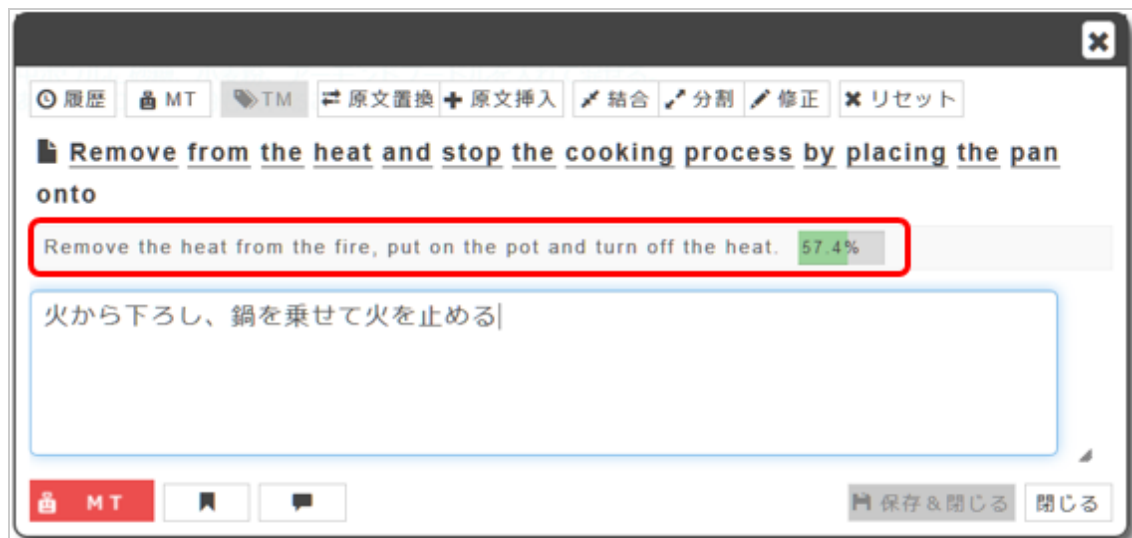 履歴 MT TM 原文置換 原文挿入 結合 分割 修正 リセット
Remove from the heat and stop the cooking process by placing the pan
onto
Remove the heat from the fire, put on the pot and turn off the heat. 57.4%
火から下ろし、鍋を乗せて火を止める
MT 保存&閉じる 閉じる